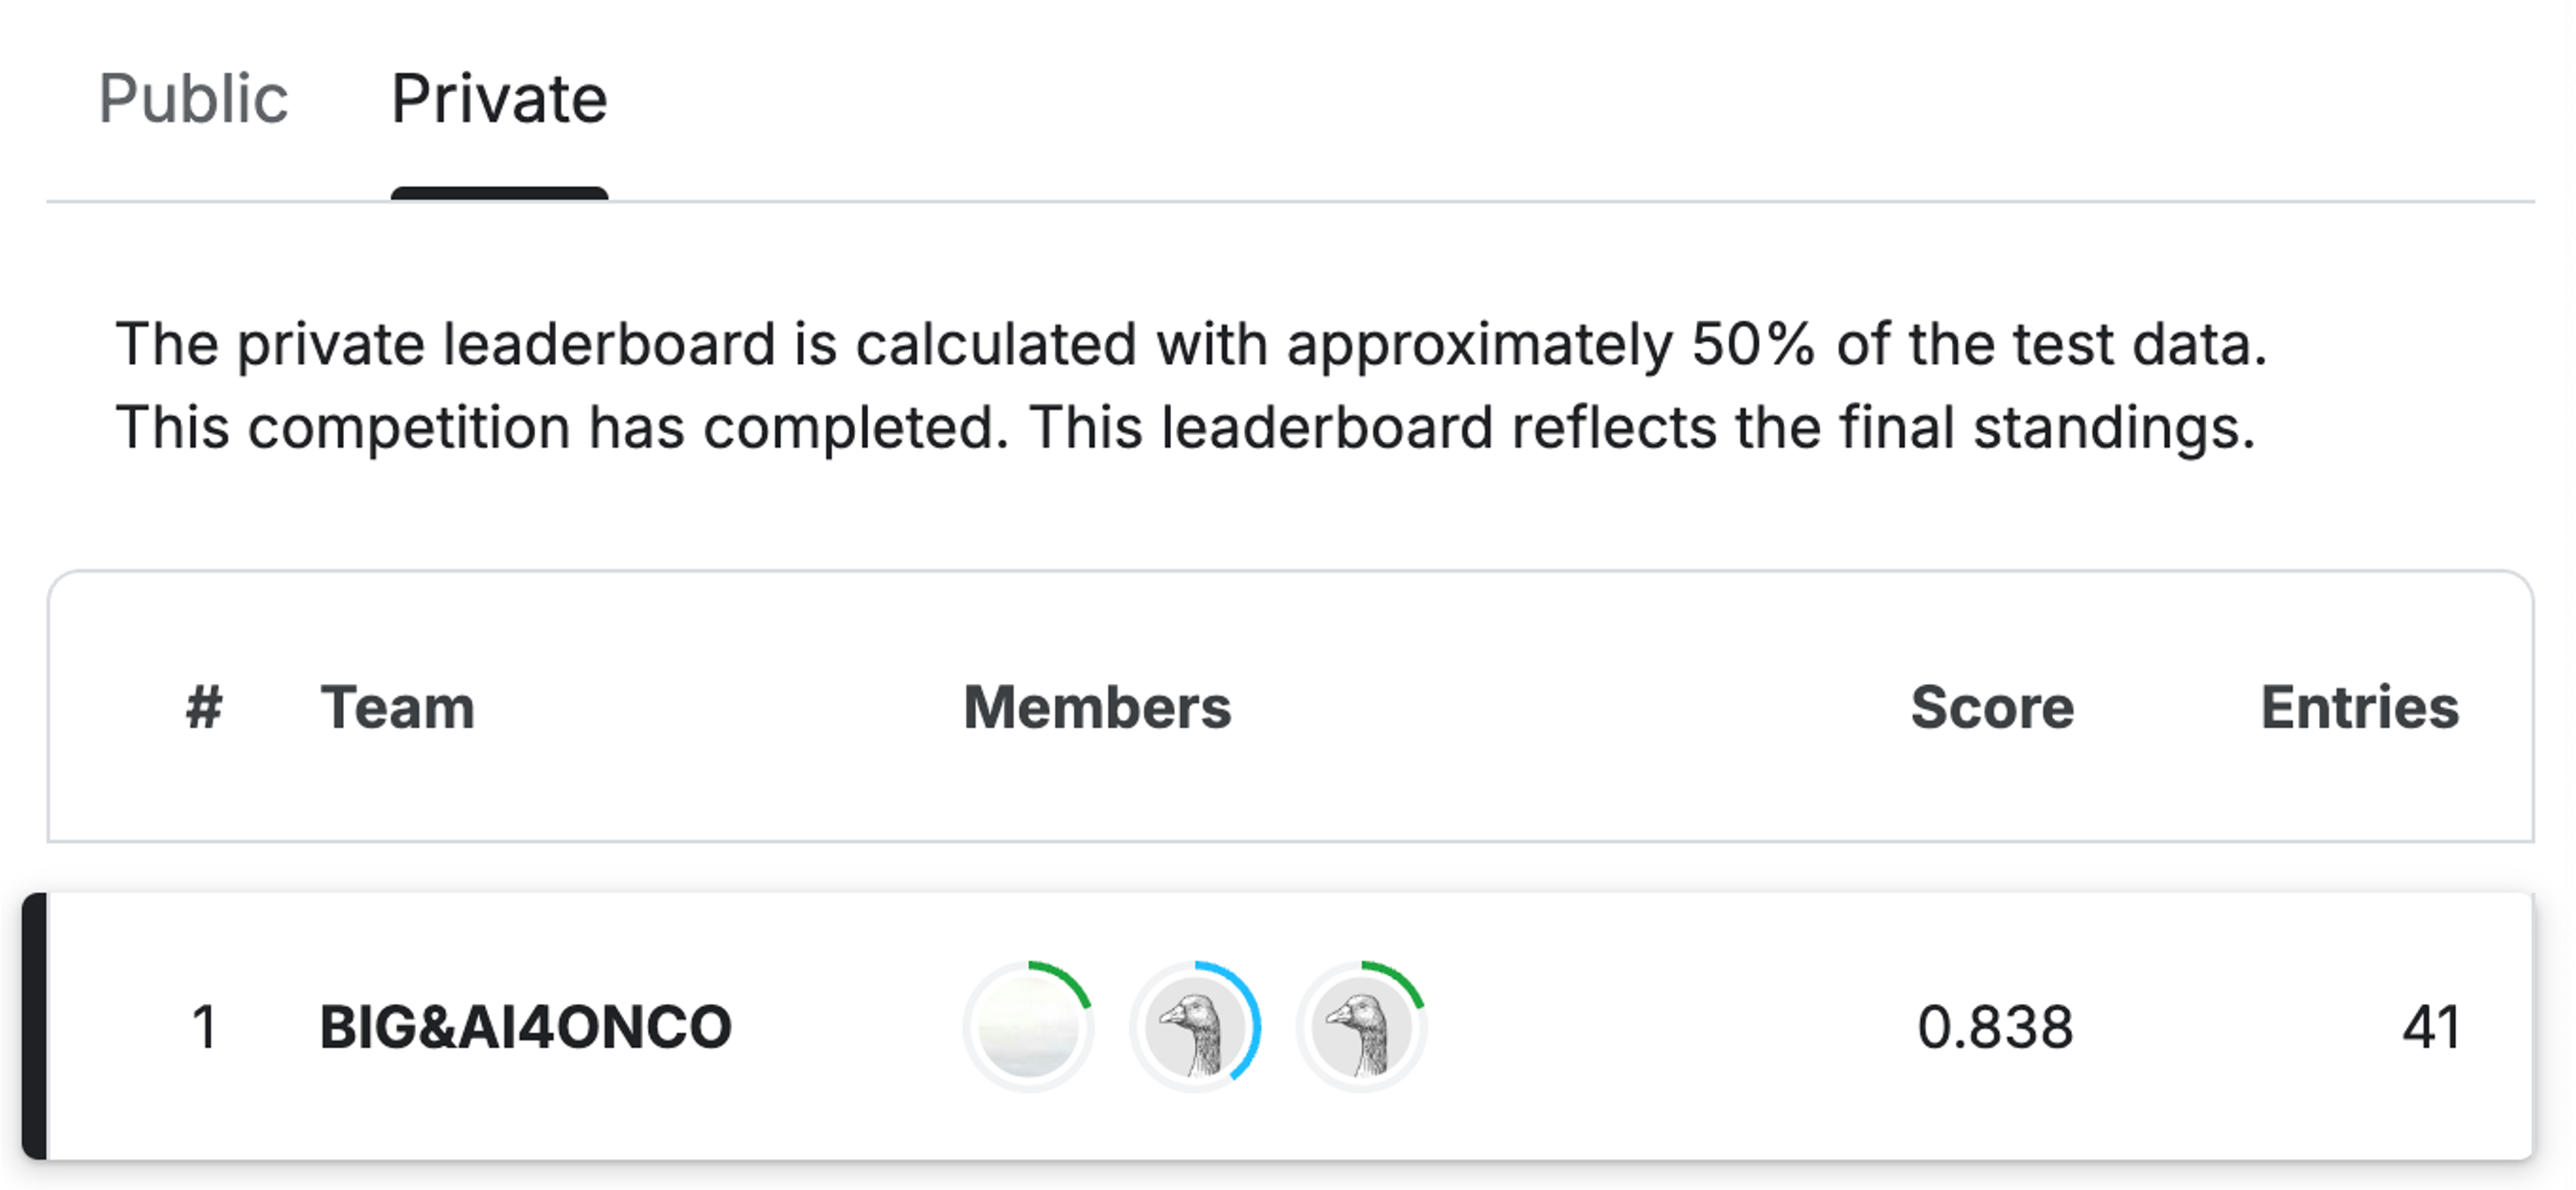 Public Private
The private leaderboard is calculated with approximately 50% of the test data.
This competition has completed. This leaderboard reflects the final standings.
# Team Members Score Entries
1 BIG&AI4ONCO 0.838 41